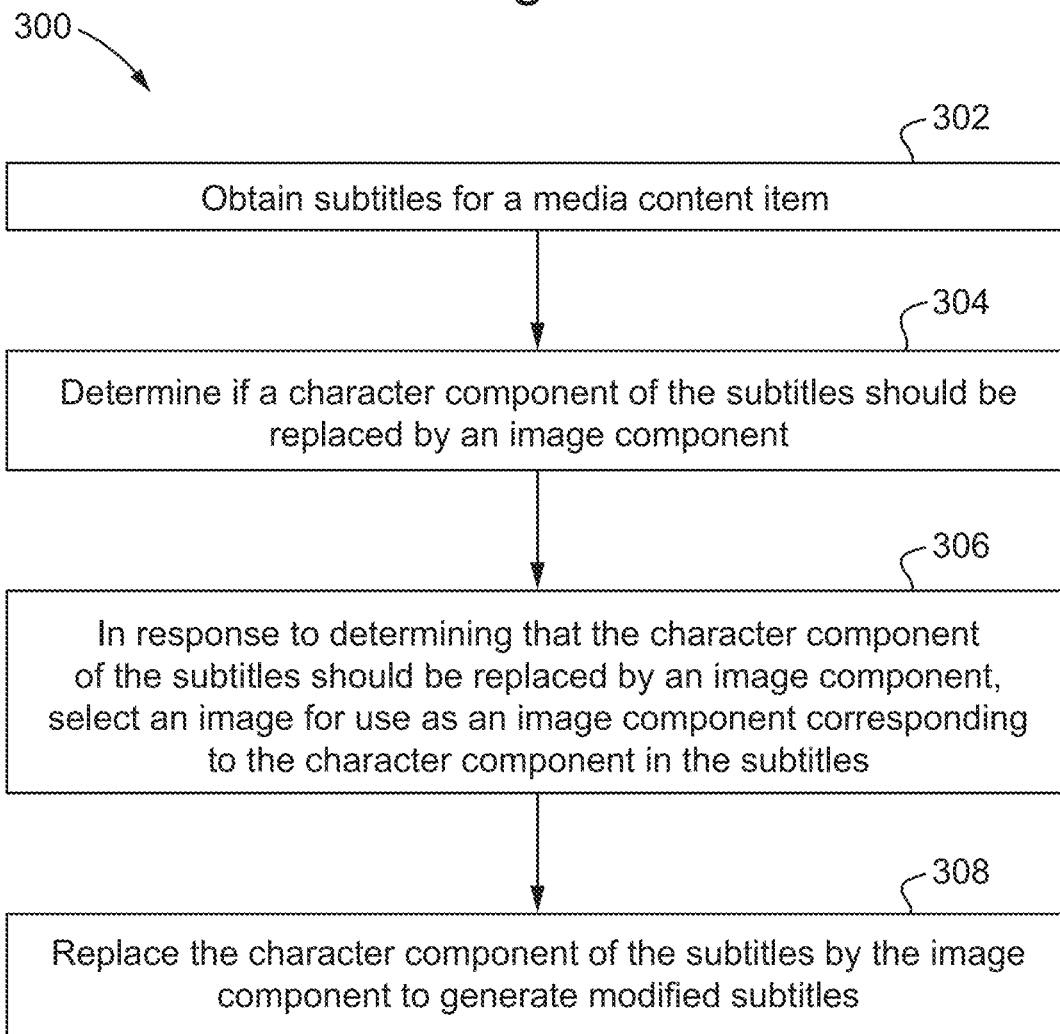 300
302
Obtain subtitles for a media content item
304
Determine if a character component of the subtitles should be
replaced by an image component
306
In response to determining that the character component
of the subtitles should be replaced by an image component,
select an image for use as an image component corresponding
to the character component in the subtitles
308
Replace the character component of the subtitles by the image
component to generate modified subtitles